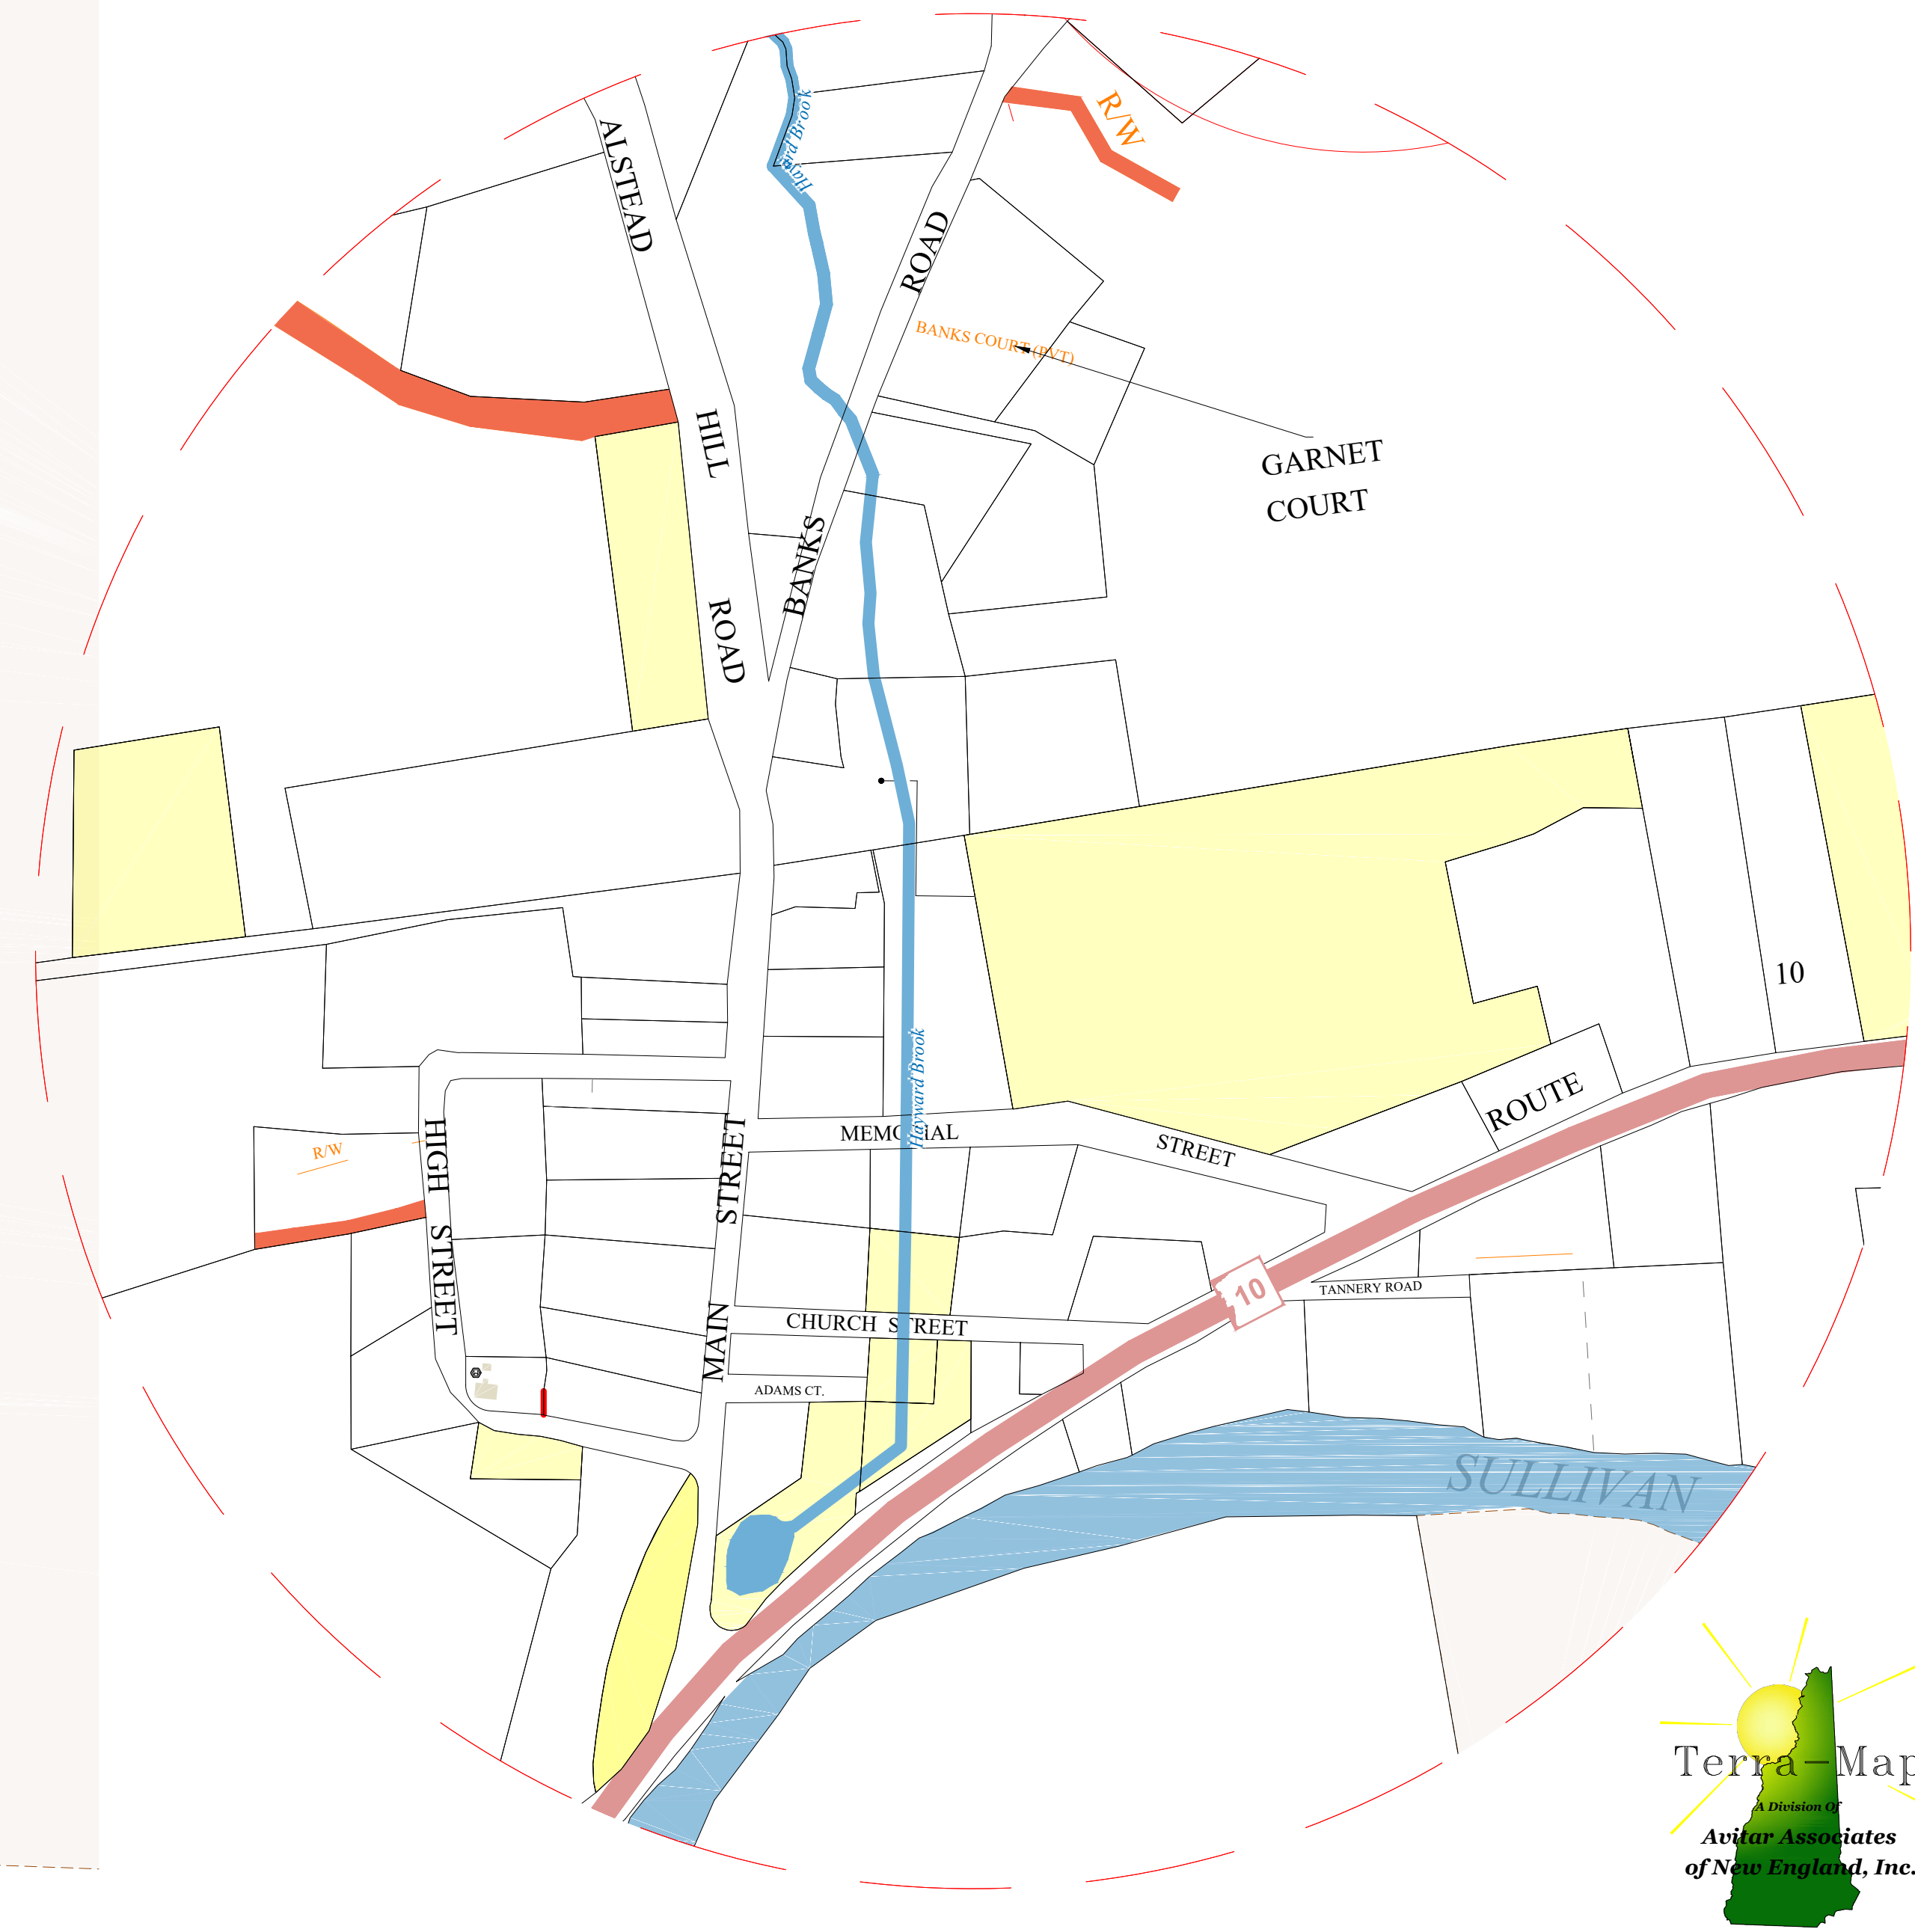 Hayward Brook
R/W
ALSTEAD
ROAD
BANKS COURT (PVT)
GARNET
COURT
HILL
BANKS
ROAD
10
Hayward Brook
ROUTE
MEMORIAL
STREET
HIGH STREET
R/W
MAIN STREET
10
TANNERY ROAD
CHURCH STREET
ADAMS CT.
SULLIVAN
Terra-Map
A Division Of
Avitar Associates
of New England, Inc.